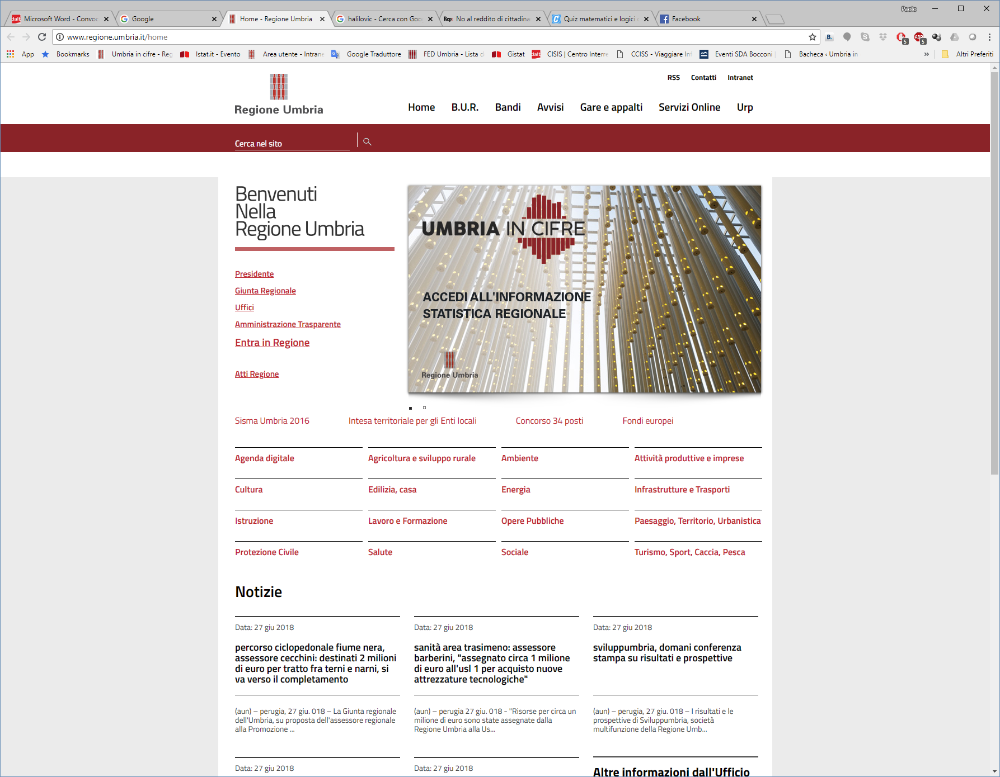 Paolo
Microsoft Word - Convoc
Google
Home - Regione Umbria
halilovic - Cerca con Goo
Rep: No al reddito di cittadina
Quiz matematici e logici
Facebook
www.regione.umbria.it/home
App
Bookmarks
Umbria in cifre - Reg
Istat.it - Evento
Area utente - Intrane
Google Traduttore
FED Umbria - Lista d
Gistat
CISIS | Centro Interre
CCISS - Viaggiare Inf
Eventi SDA Bocconi |
Bacheca ‹ Umbria in
»
Altri Preferiti
RSS Contatti Intranet
Regione Umbria
Home B.U.R. Bandi Avvisi Gare e appalti Servizi Online Urp
Cerca nel sito
Benvenuti
Nella
Regione Umbria
Presidente
Giunta Regionale
Uffici
Amministrazione Trasparente
Entra in Regione
Atti Regione
UMBRIA IN CIFRE
ACCEDI ALL'INFORMAZIONE
STATISTICA REGIONALE
Regione Umbria
Sisma Umbria 2016 Intesa territoriale per gli Enti locali Concorso 34 posti Fondi europei
Agenda digitale Agricoltura e sviluppo rurale Ambiente Attività produttive e imprese
Cultura Edilizia, casa Energia Infrastrutture e Trasporti
Istruzione Lavoro e Formazione Opere Pubbliche Paesaggio, Territorio, Urbanistica
Protezione Civile Salute Sociale Turismo, Sport, Caccia, Pesca
Notizie
Data: 27 giu 2018
percorso ciclopedonale fiume nera,
assessore cecchini: destinati 2 milioni
di euro per tratto fra terni e narni, si
va verso il completamento
(aun) – perugia, 27 giu. 018 – La Giunta regionale
dell'Umbria, su proposta dell'assessore regionale
alla Promozione ...
Data: 27 giu 2018
sanità area trasimeno: assessore
barberini, "assegnato circa 1 milione
di euro all'usl 1 per acquisto nuove
attrezzature tecnologiche"
(aun) – perugia 27 giu. 018 - "Risorse per circa un
milione di euro sono state assegnate dalla
Regione Umbria alla Us...
Data: 27 giu 2018
sviluppumbria, domani conferenza
stampa su risultati e prospettive
(aun) – perugia, 27 giu. 018 – I risultati e le
prospettive di Sviluppumbria, società
multifunzione della Regione Umb...
Data: 27 giu 2018
Data: 27 giu 2018
Altre informazioni dall'Ufficio